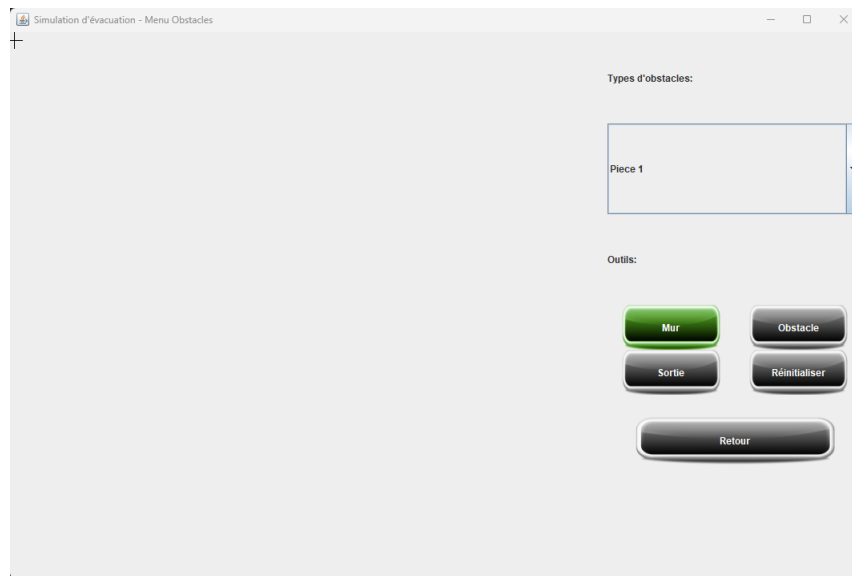 Simulation d'évacuation - Menu Obstacles
Types d'obstacles:
Piece 1
Outils:
Mur
Obstacle
Sortie
Réinitialiser
Retour